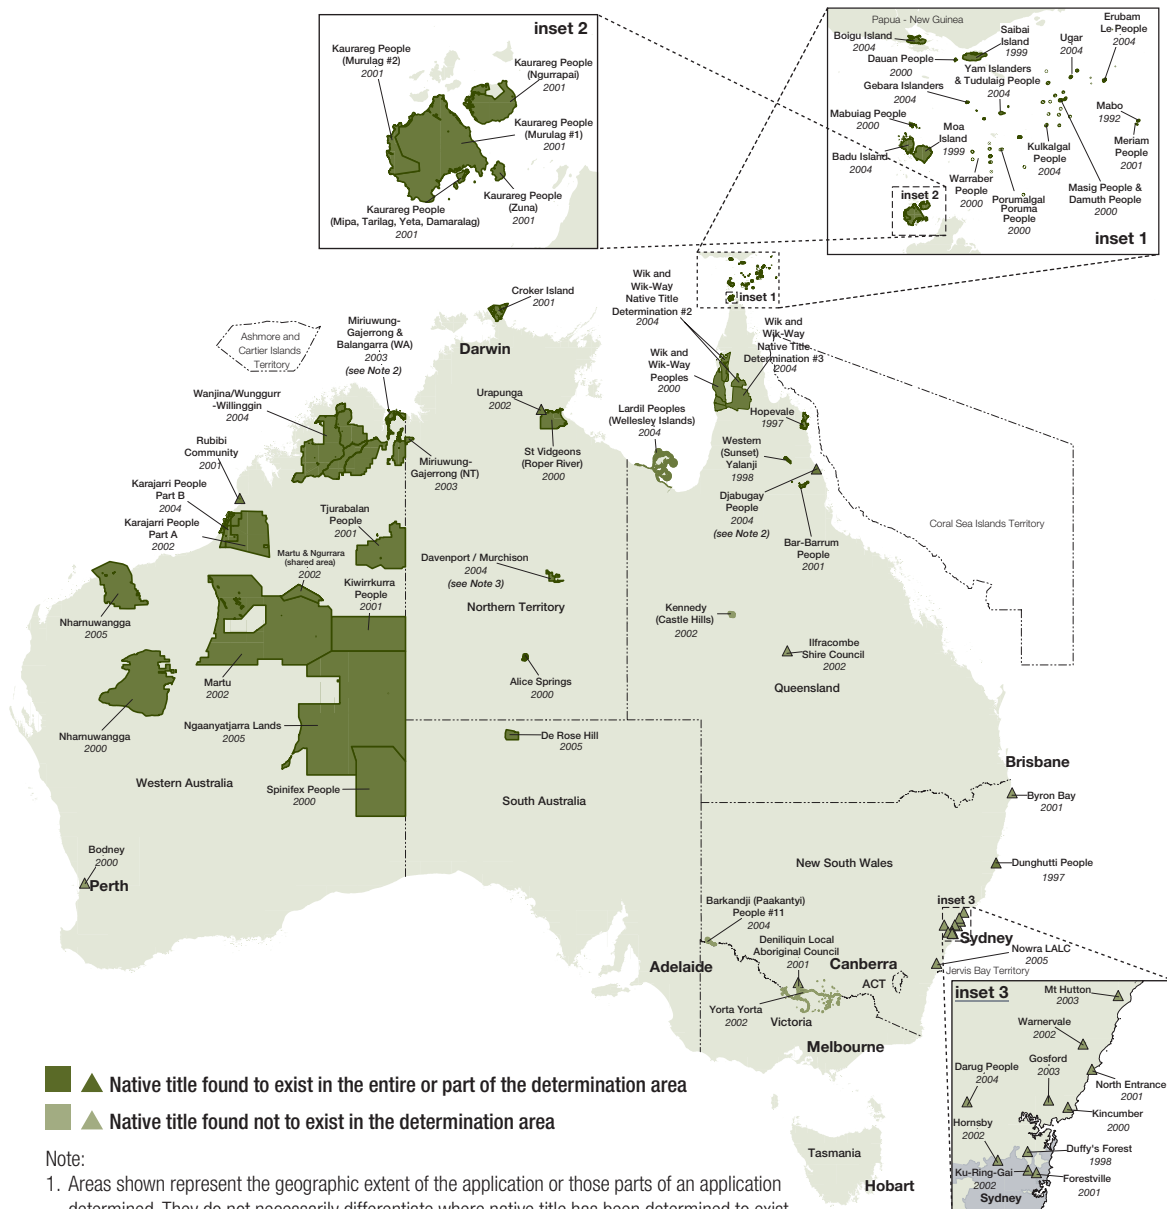 inset 2
Kaurareg People
(Murulag #2)
2001
Kaurareg People
(Ngurrapai)
2001
Kaurareg People
(Murulag #1)
2001
Kaurareg People
(Zuna)
2001
Kaurareg People
(Mipa, Tarilag, Yeta, Damaralag)
2001
Papua - New Guinea
Boigu Island
2004
Saibai
Island
1999
Ugar
2004
Erubam
Le People
2004
Dauan People
2000
Yam Islanders
& Tudulaig People
2004
Gebara Islanders
2004
Mabuiag People
2000
Moa
Island
1999
Mabo
1992
Meriam
People
2001
Badu Island
2004
Kulkalgal
People
2004
Warraber
People
2000
Porumalgal
Poruma
People
2000
Masig People &
Damuth People
2000
inset 2
inset 1
Croker Island
2001
Wik and
Wik-Way
Native Title
Determination #2
2004
inset 1
Ashmore and
Cartier Islands
Territory
Miriuwung-
Gajerrong &
Balangarra (WA)
2003
(see Note 2)
Darwin
Wik and
Wik-Way
Native Title
Determination #3
2004
Wik and
Wik-Way
Peoples
2000
Wanjina/Wunggurr
-Willinggin
2004
Urapunga
2002
Lardil Peoples
(Wellesley Islands)
2004
Hopevale
1997
Rubibi
Community
2001
Miriuwung-
Gajerrong (NT)
2003
St Vidgeons
(Roper River)
2000
Western
(Sunset)
Yalanji
1998
Karajarri People
Part B
2004
Karajarri People
Part A
2002
Tjurabalan
People
2001
Djabugay
People
2004
(see Note 2)
Coral Sea Islands Territory
Bar-Barrum
People
2001
Martu & Ngurrara
(shared area)
2002
Davenport / Murchison
2004
(see Note 3)
Kiwirrkurra
People
2001
Northern Territory
Kennedy
(Castle Hills)
2002
Nharnuwangga
2005
Ilfracombe
Shire Council
2002
Martu
2002
Alice Springs
2000
Queensland
Nharnuwangga
2000
Ngaanyatjarra Lands
2005
De Rose Hill
2005
Western Australia
Spinifex People
2000
South Australia
Brisbane
Byron Bay
2001
Bodney
2000
Perth
New South Wales
Dunghutti People
1997
Barkandji (Paakantyi)
People #11
2004
inset 3
Sydney
Deniliquin Local
Aboriginal Council
2001
Nowra LALC
2005
Adelaide
Canberra
ACT
Jervis Bay Territory
Yorta Yorta
2002
Victoria
Melbourne
inset 3
Mt Hutton
2003
Warnervale
2002
Darug People
2004
Gosford
2003
North Entrance
2001
Kincumber
2000
Hornsby
2002
Duffy's Forest
1998
Ku-Ring-Gai
2002
Forestville
2001
Sydney
Native title found to exist in the entire or part of the determination area
Native title found not to exist in the determination area
Tasmania
Hobart
Note:
1. Areas shown represent the geographic extent of the application or those parts of an application
determined. They do not necessarily differentiate where native title has been determined to exist